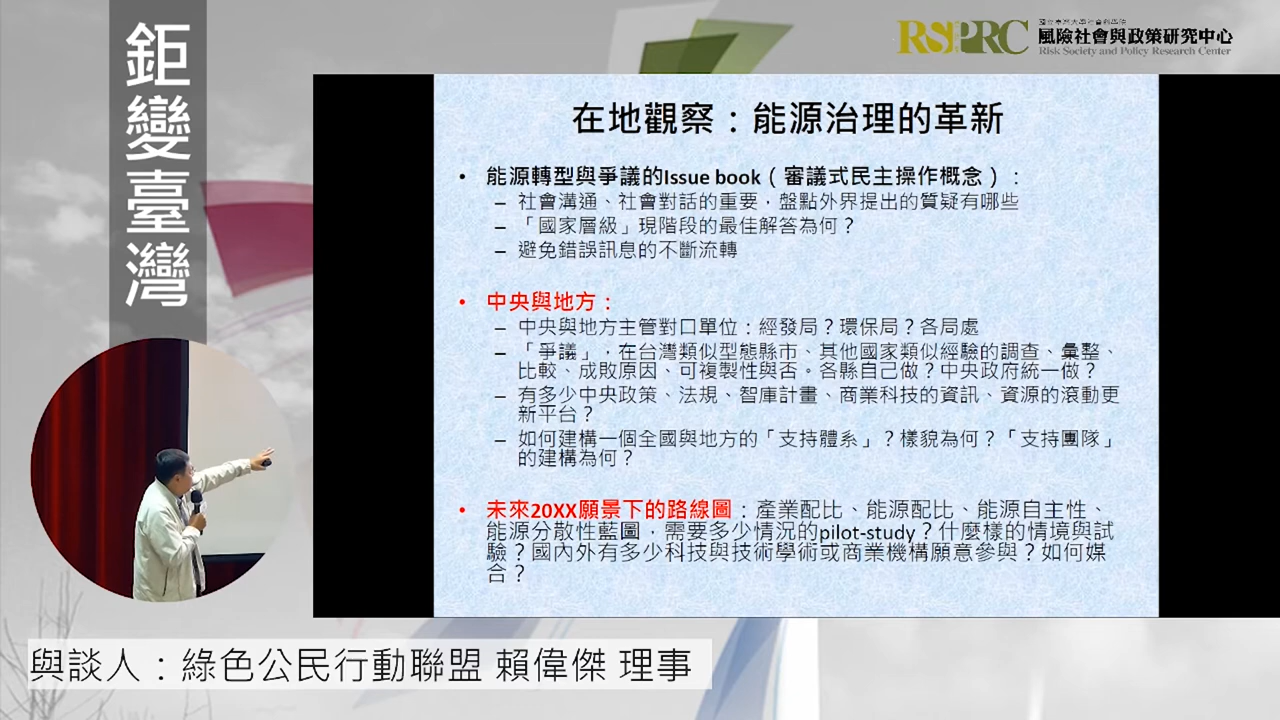 鉅變臺灣
RSPRC
國立臺灣大學社會科學院
風險社會與政策研究中心
Risk Society and Policy Research Center
在地觀察：能源治理的革新
• 能源轉型與爭議的Issue book（審議式民主操作概念）：
– 社會溝通、社會對話的重要，盤點外界提出的質疑有哪些
– 「國家層級」現階段的最佳解答為何？
– 避免錯誤訊息的不斷流轉
• 中央與地方：
– 中央與地方主管對口單位：經發局？環保局？各局處
– 「爭議」，在台灣類似型態縣市、其他國家類似經驗的調查、彙整、
比較、成敗原因、可複製性與否。各縣自己做？中央政府統一做？
– 有多少中央政策、法規、智庫計畫、商業科技的資訊、資源的滾動更
新平台？
– 如何建構一個全國與地方的「支持體系」？樣貌為何？「支持團隊」
的建構為何？
• 未來20XX願景下的路線圖：產業配比、能源配比、能源自主性、
能源分散性藍圖，需要多少情況的pilot-study？什麼樣的情境與試
驗？國內外有多少科技與技術學術或商業機構願意參與？如何媒
合？
與談人：綠色公民行動聯盟 賴偉傑 理事